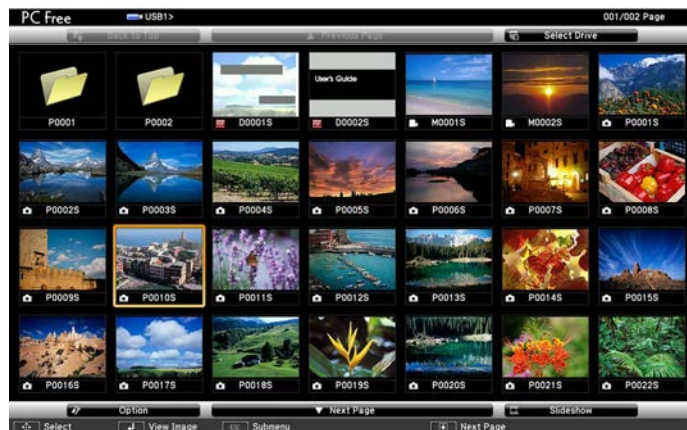 PC Free USB1> 001/002 Page
Back to Top Previous Page Select Drive
P0001 P0002 D0001S D0002S M0001S M0002S P0001S
User's Guide
P0002S P0003S P0004S P0005S P0006S P0007S P0008S
P0009S P0010S P0011S P0012S P0013S P0014S P0015S
P0016S P0017S P0018S P0019S P0020S P0021S P0022S
Option Next Page Slideshow
Select View Image Esc Submenu Next Page